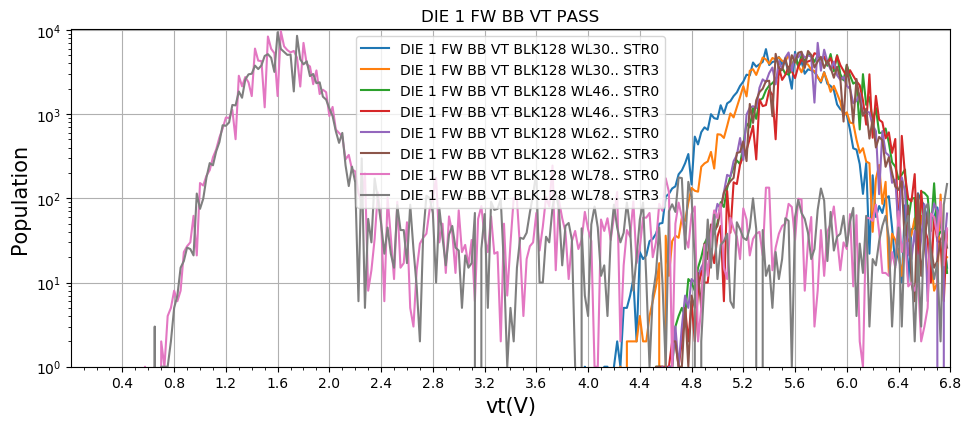 DIE 1 FW BB VT PASS
10⁴
10³
10²
10¹
10⁰
Population
DIE 1 FW BB VT BLK128 WL30.. STR0
DIE 1 FW BB VT BLK128 WL30.. STR3
DIE 1 FW BB VT BLK128 WL46.. STR0
DIE 1 FW BB VT BLK128 WL46.. STR3
DIE 1 FW BB VT BLK128 WL62.. STR0
DIE 1 FW BB VT BLK128 WL62.. STR3
DIE 1 FW BB VT BLK128 WL78.. STR0
DIE 1 FW BB VT BLK128 WL78.. STR3
0.4 0.8 1.2 1.6 2.0 2.4 2.8 3.2 3.6 4.0 4.4 4.8 5.2 5.6 6.0 6.4 6.8
vt(V)